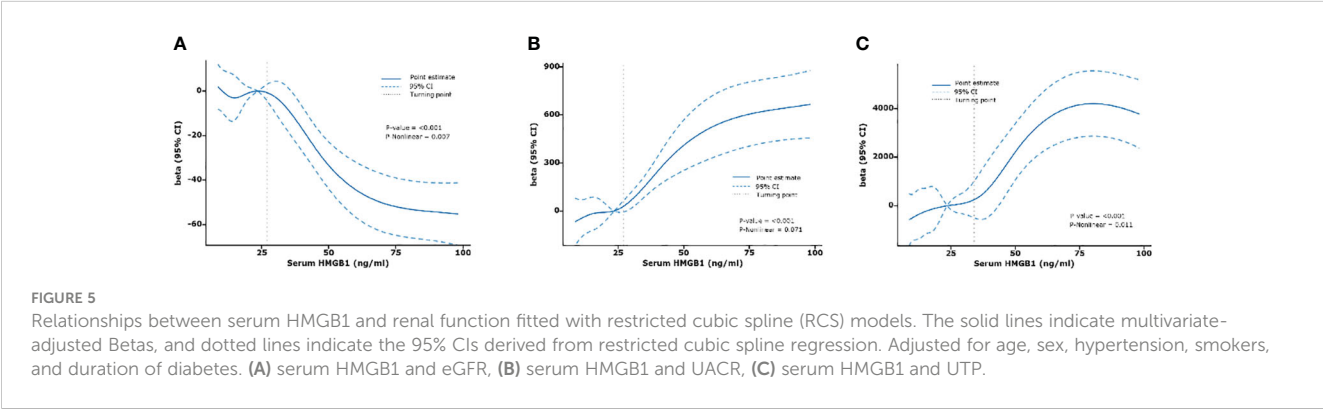 A
Point estimate
95% CI
Turning point
P-value = <0.001
P Nonlinear = 0.007
beta (95% CI)
0
-20
-40
-60
25
50
75
100
Serum HMGB1 (ng/ml)
B
900
600
300
0
beta (95% CI)
Point estimate
95% CI
Turning point
P-value = <0.001
P-Nonlinear = 0.071
25
50
75
100
Serum HMGB1 (ng/ml)
C
Point estimate
95% CI
Turning point
4000
2000
0
beta (95% CI)
P-value = <0.001
P-Nonlinear = 0.011
25
50
75
100
Serum HMGB1 (ng/ml)
FIGURE 5
Relationships between serum HMGB1 and renal function fitted with restricted cubic spline (RCS) models. The solid lines indicate multivariate-
adjusted Betas, and dotted lines indicate the 95% CIs derived from restricted cubic spline regression. Adjusted for age, sex, hypertension, smokers,
and duration of diabetes. (A) serum HMGB1 and eGFR, (B) serum HMGB1 and UACR, (C) serum HMGB1 and UTP.